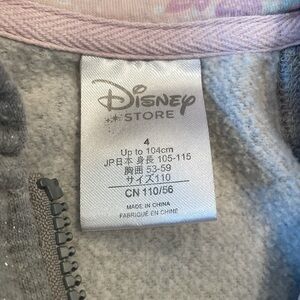 Disney
STORE
4
Up to 104cm
JP日本 身長 105-115
胸囲 53-59
サイズ110
CN 110/56
MADE IN CHINA
FABRIQUÉ EN CHINE